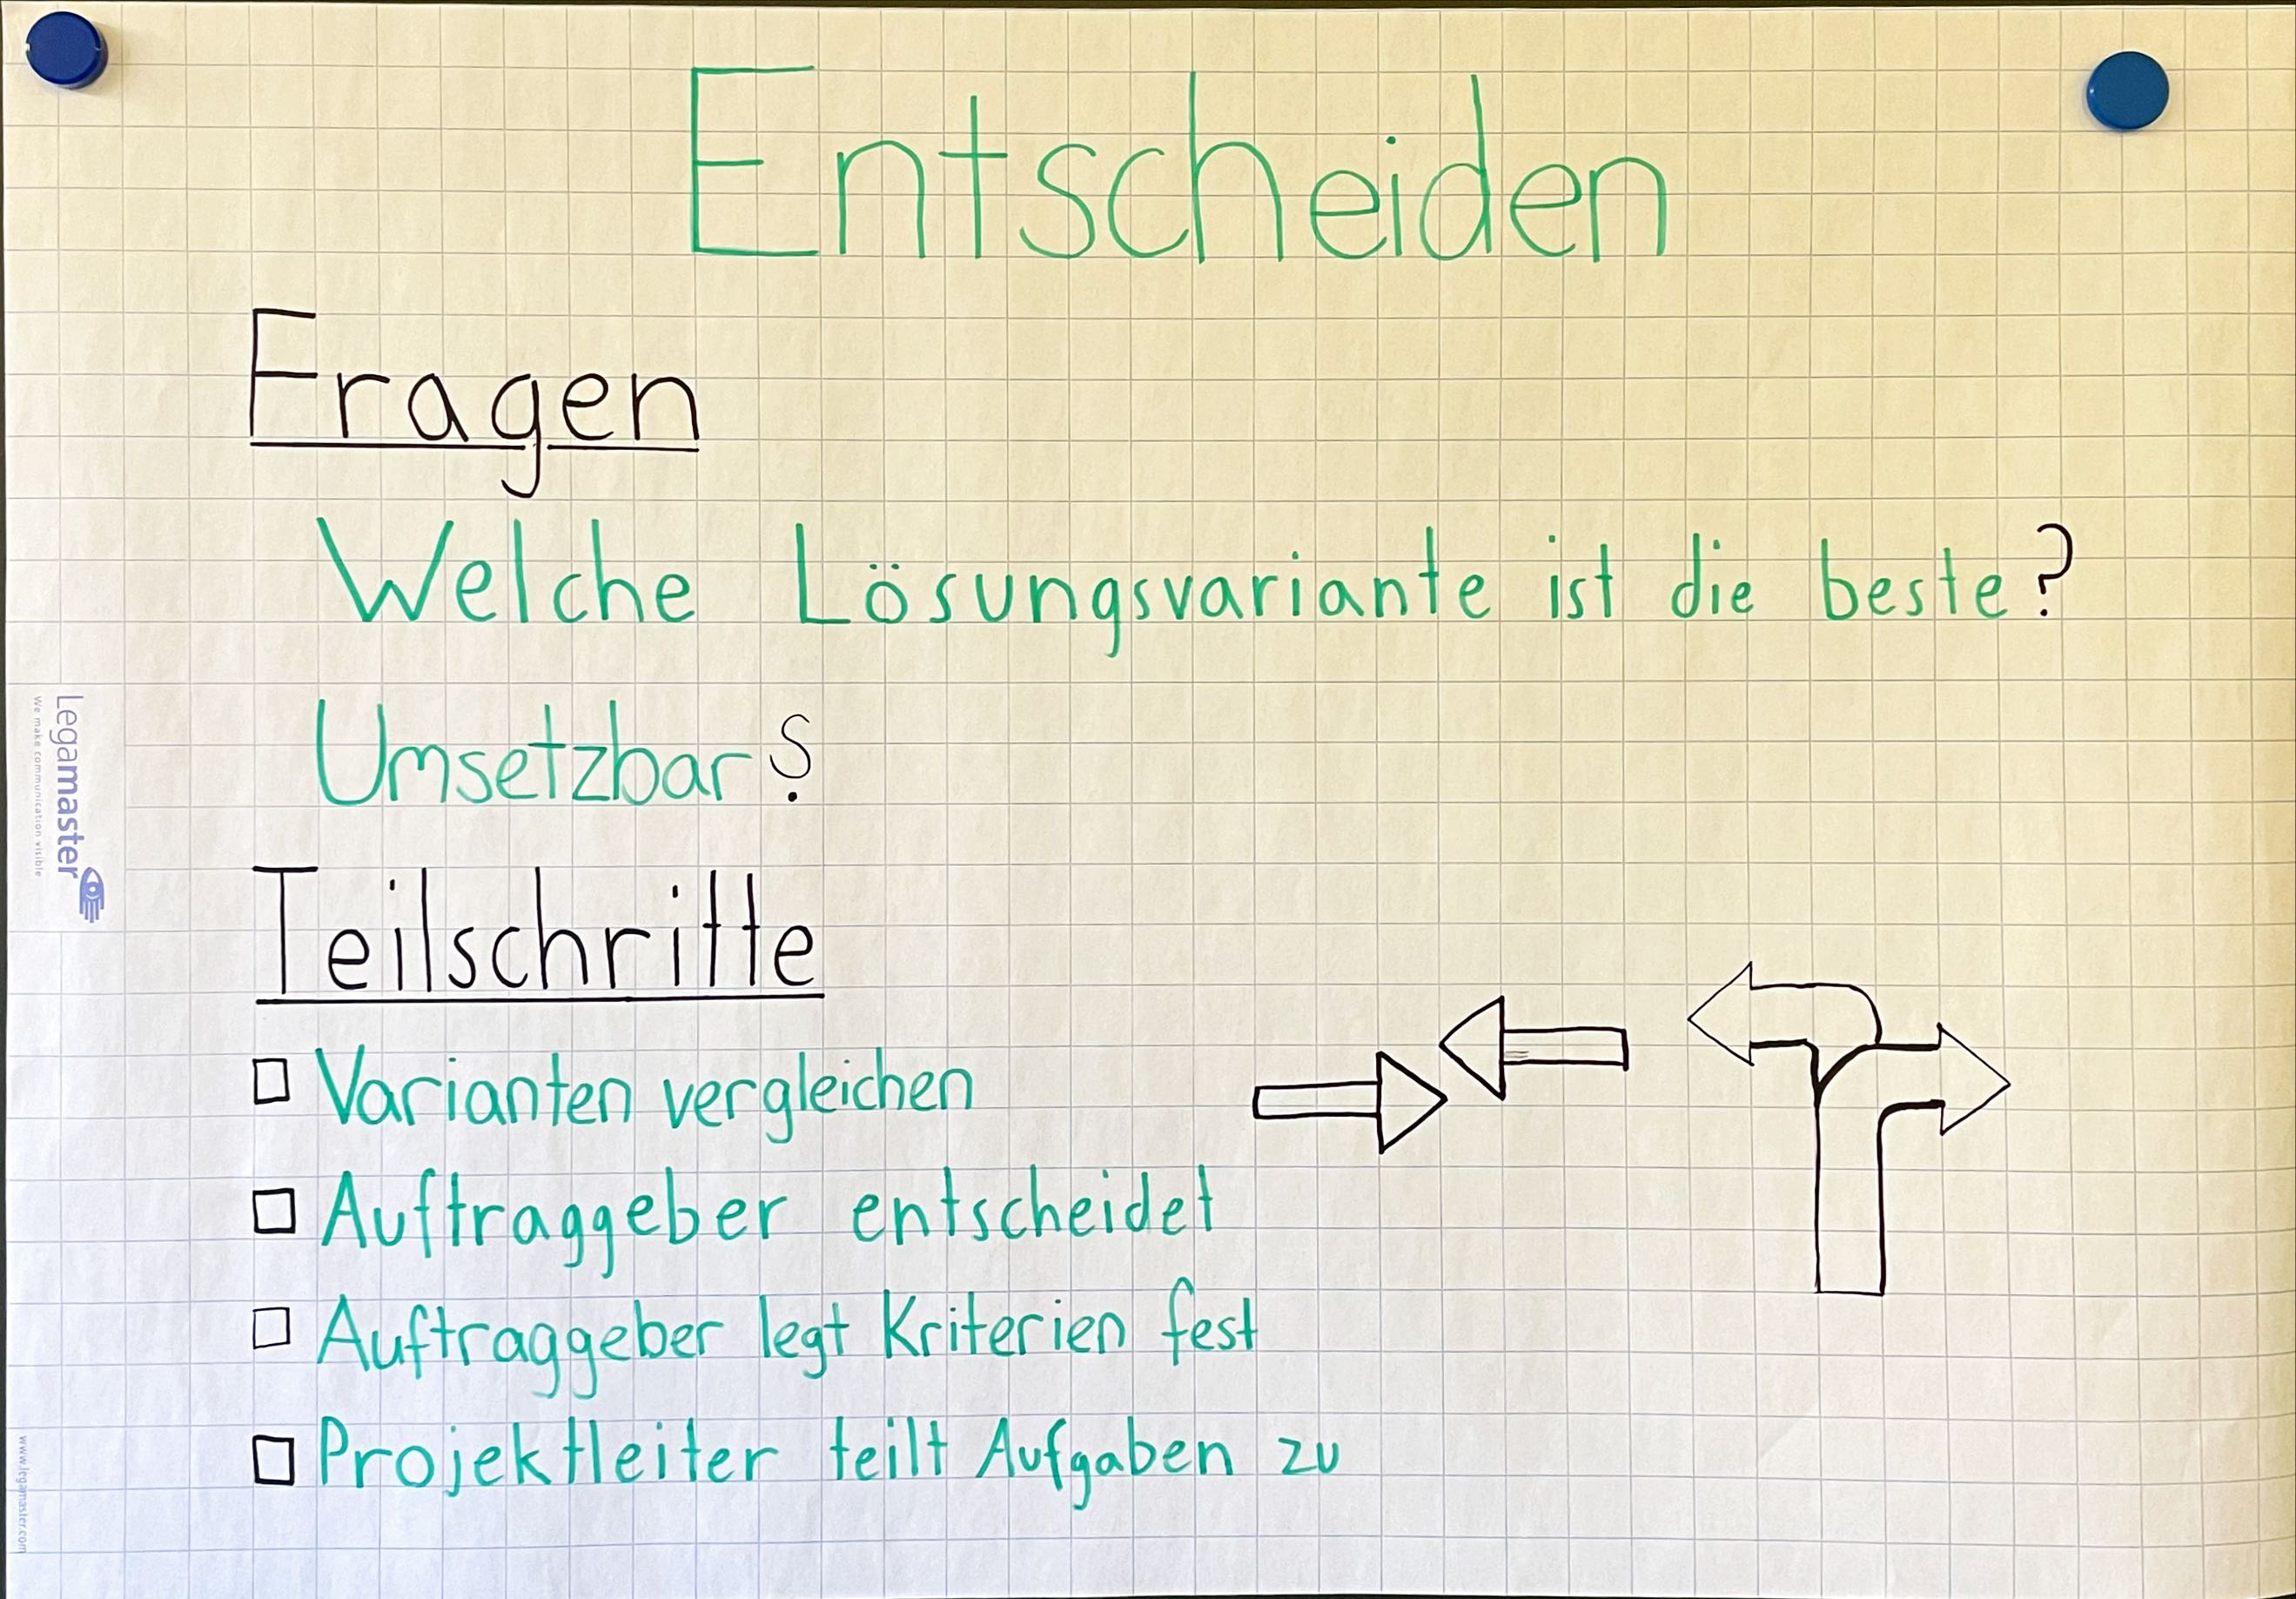 Entscheiden
Fragen
Welche Lösungsvariante ist die beste?
Umsetzbar?
Teilschritte
Varianten vergleichen
Auftraggeber entscheidet
Auftraggeber legt Kriterien fest
Projektleiter teilt Aufgaben zu
Legamaster
We make communication visible
www.legamaster.com